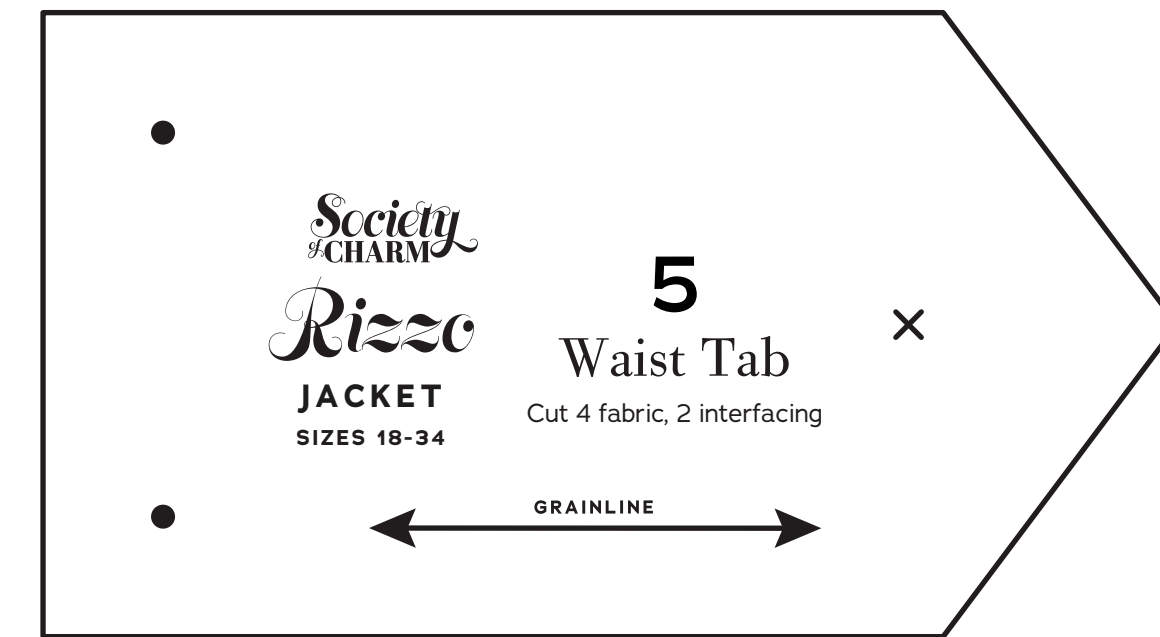 Society
of CHARM
Rizzo
JACKET
SIZES 18-34
5
Waist Tab
Cut 4 fabric, 2 interfacing
GRAINLINE